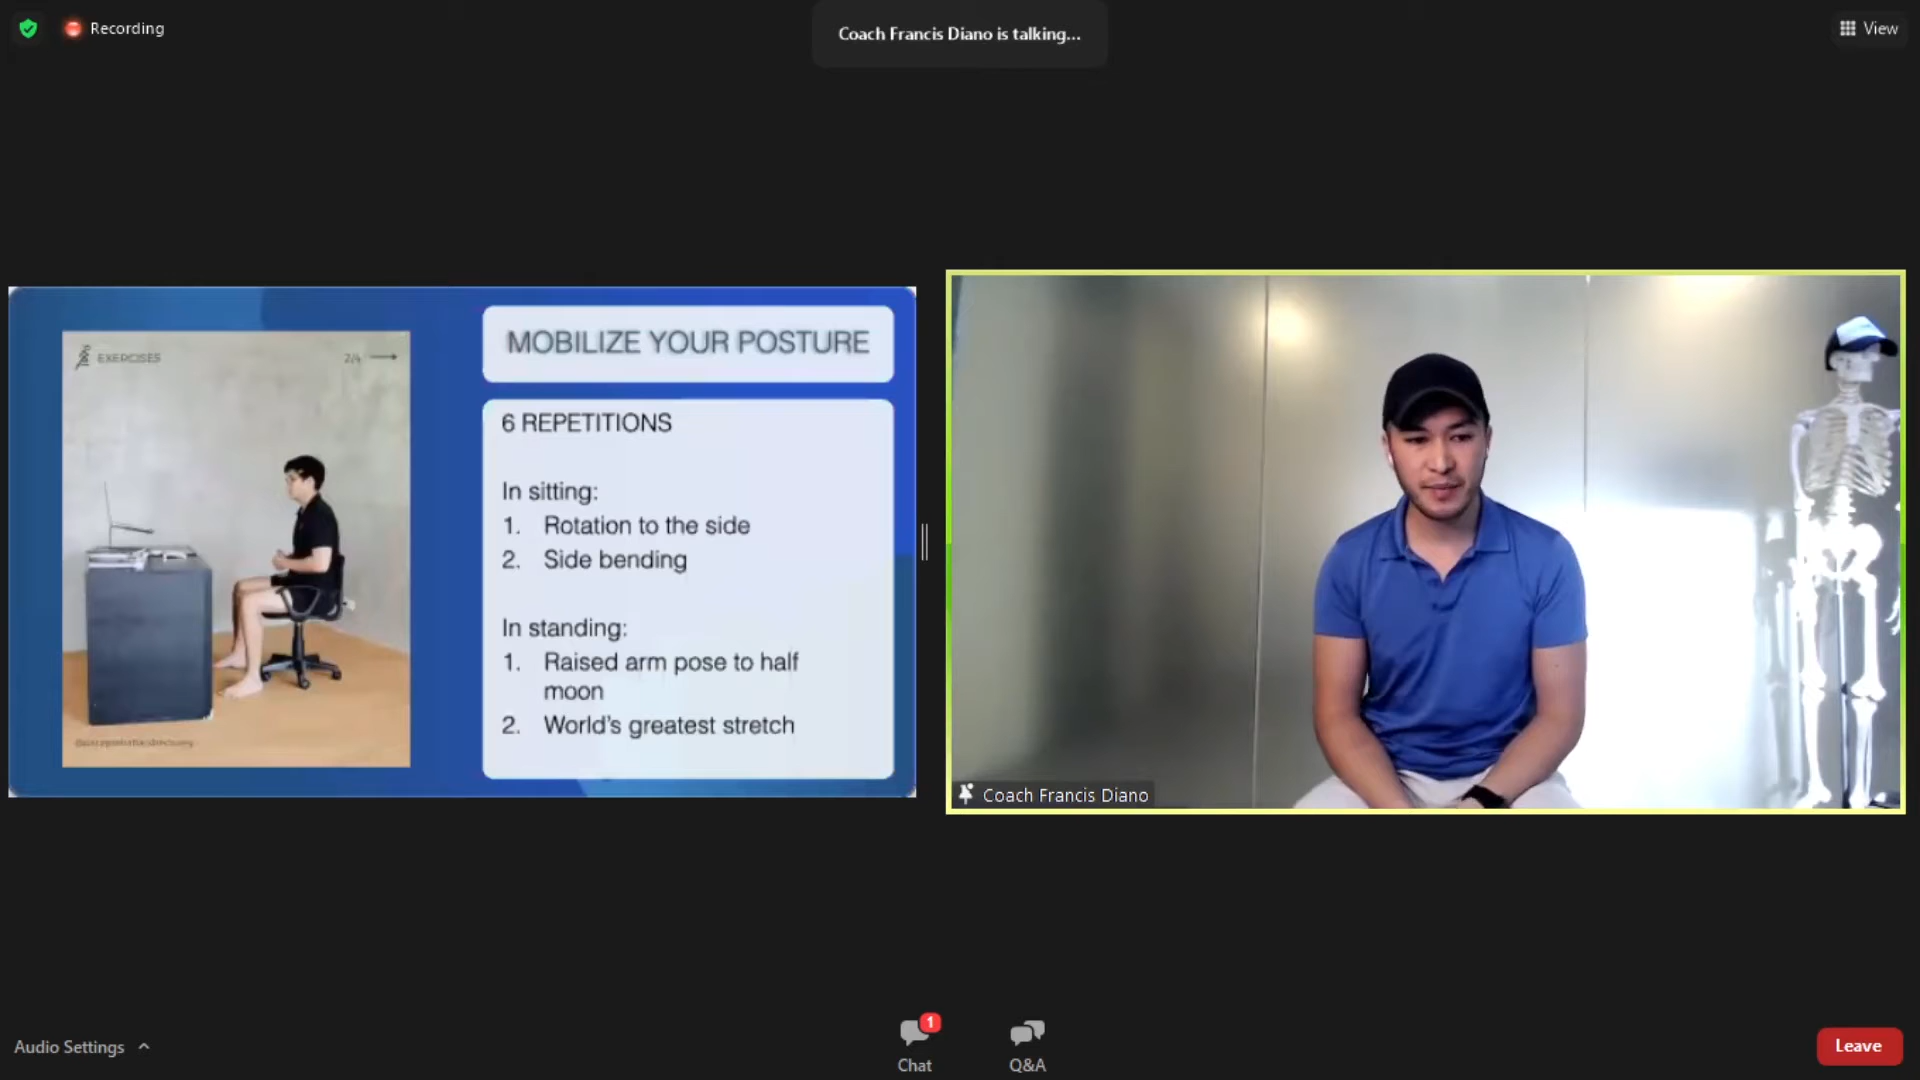 Recording
Coach Francis Diano is talking...
View
EXERCISES
2/4
MOBILIZE YOUR POSTURE
6 REPETITIONS
In sitting:
1. Rotation to the side
2. Side bending
In standing:
1. Raised arm pose to half
moon
2. World's greatest stretch
Coach Francis Diano
Audio Settings
1
Chat
Q&A
Leave